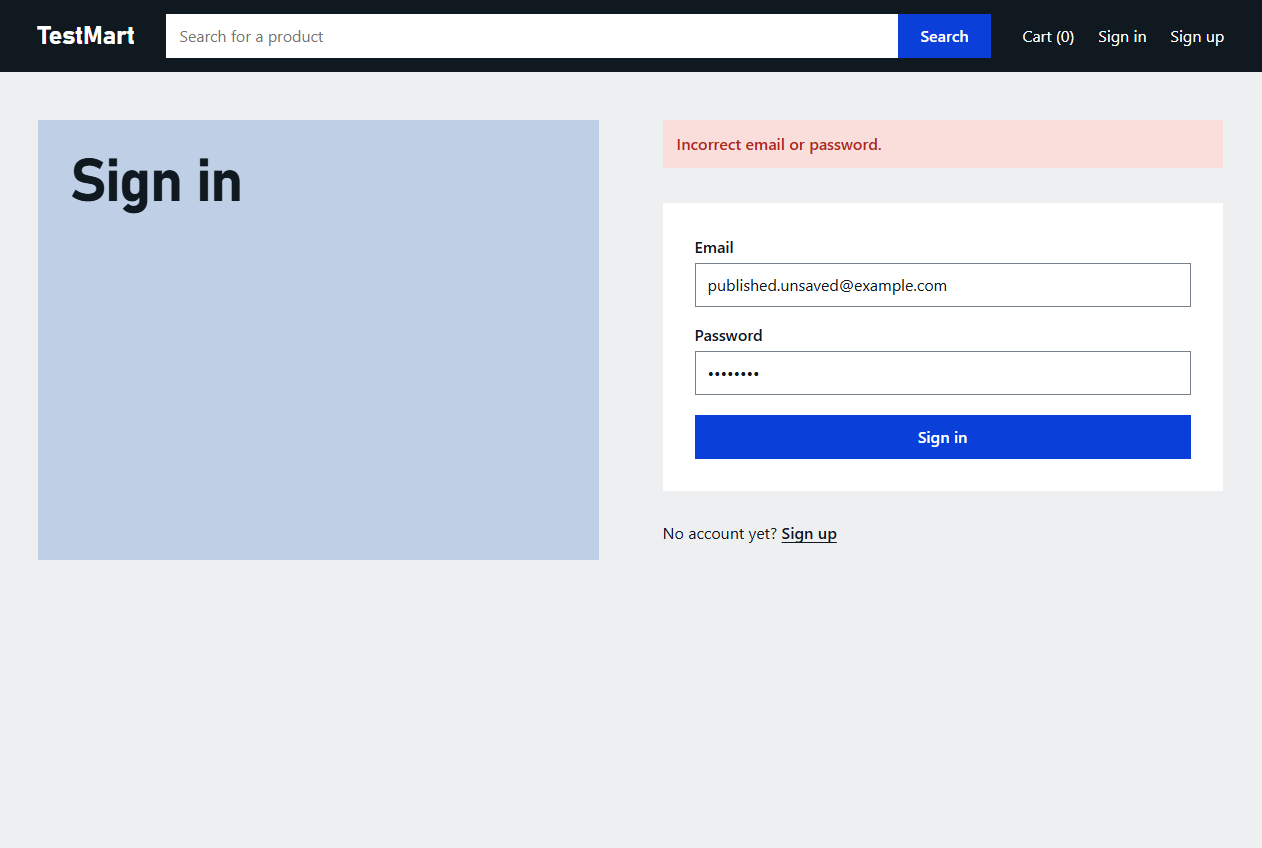 TestMart
Search for a product
Search
Cart (0)
Sign in
Sign up
Sign in
Incorrect email or password.
Email
published.unsaved@example.com
Password
••••••••
Sign in
No account yet? Sign up